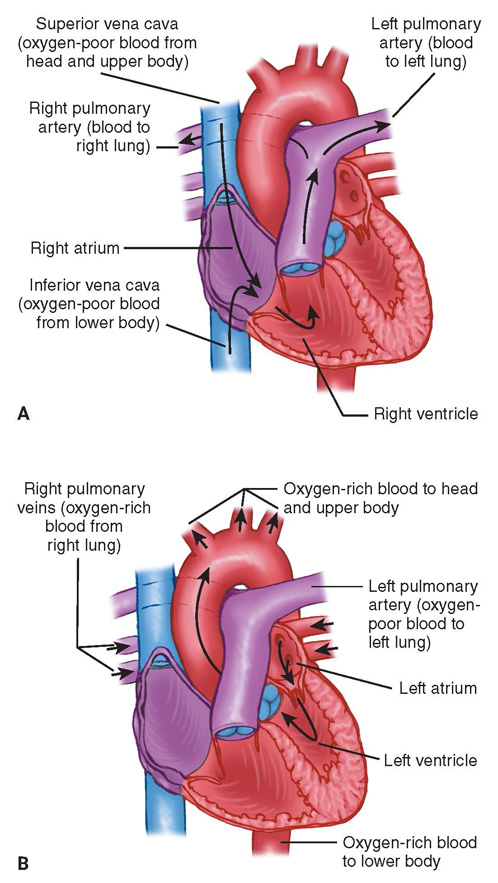 Superior vena cava
(oxygen-poor blood from
head and upper body)
Left pulmonary
artery (blood
to left lung)
Right pulmonary
artery (blood to
right lung)
Right atrium
Inferior vena cava
(oxygen-poor blood
from lower body)
A
Right ventricle
Right pulmonary
veins (oxygen-rich
blood from
right lung)
Oxygen-rich blood to head
and upper body
Left pulmonary
artery (oxygen-
poor blood to
left lung)
Left atrium
Left ventricle
B
Oxygen-rich blood
to lower body